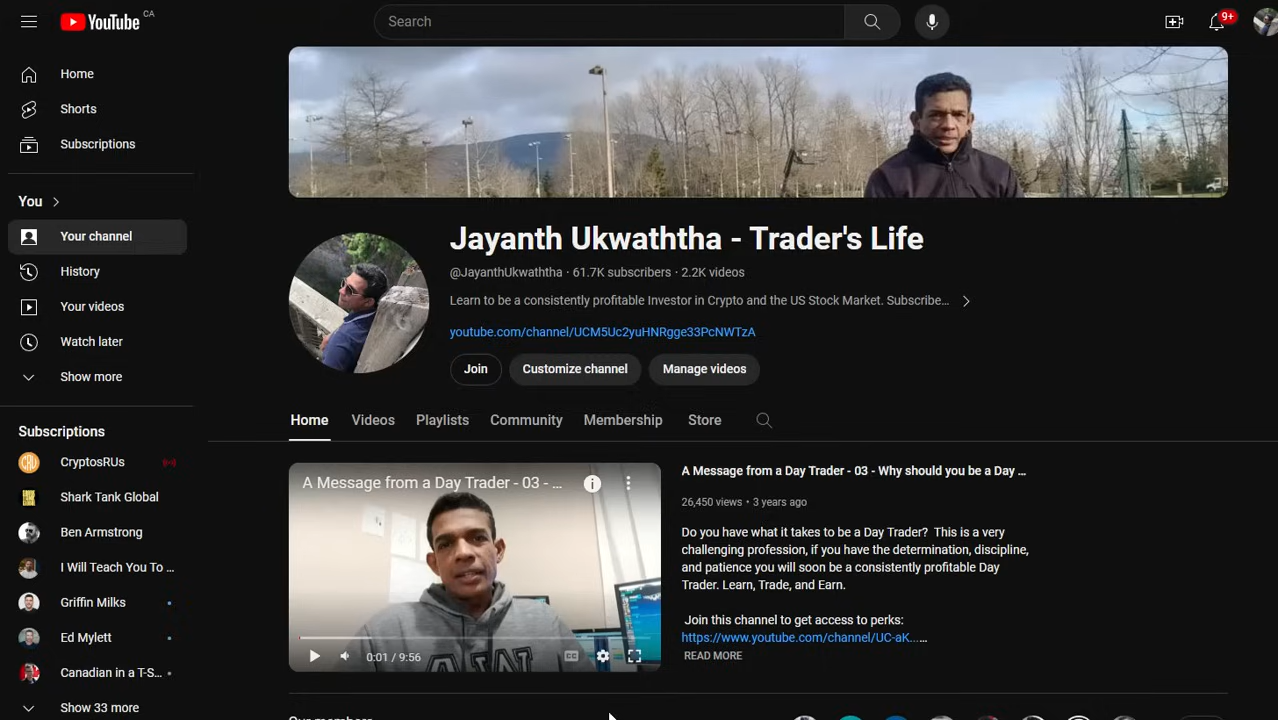 YouTube CA
Search
9+
Home
Shorts
Subscriptions
You
Your channel
History
Your videos
Watch later
Show more
Subscriptions
CryptosRUs
Shark Tank Global
Ben Armstrong
I Will Teach You To ...
Griffin Milks
Ed Mylett
Canadian in a T-S...
Show 33 more
Jayanth Ukwaththa - Trader's Life
@JayanthUkwaththa · 61.7K subscribers · 2.2K videos
Learn to be a consistently profitable Investor in Crypto and the US Stock Market. Subscribe...
youtube.com/channel/UCM5Uc2yuHNRgge33PcNWTzA
Join Customize channel Manage videos
Home Videos Playlists Community Membership Store
A Message from a Day Trader - 03 - ...
0:01 / 9:56
CC
A Message from a Day Trader - 03 - Why should you be a Day ...
26,450 views • 3 years ago
Do you have what it takes to be a Day Trader? This is a very
challenging profession, if you have the determination, discipline,
and patience you will soon be a consistently profitable Day
Trader. Learn, Trade, and Earn.
Join this channel to get access to perks:
https://www.youtube.com/channel/UC-aK...…
READ MORE
Our members